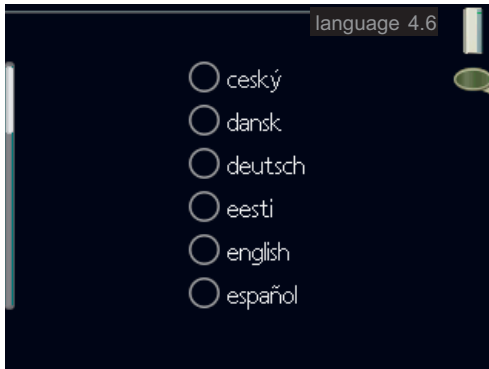 language 4.6
ceský
dansk
deutsch
eesti
english
español